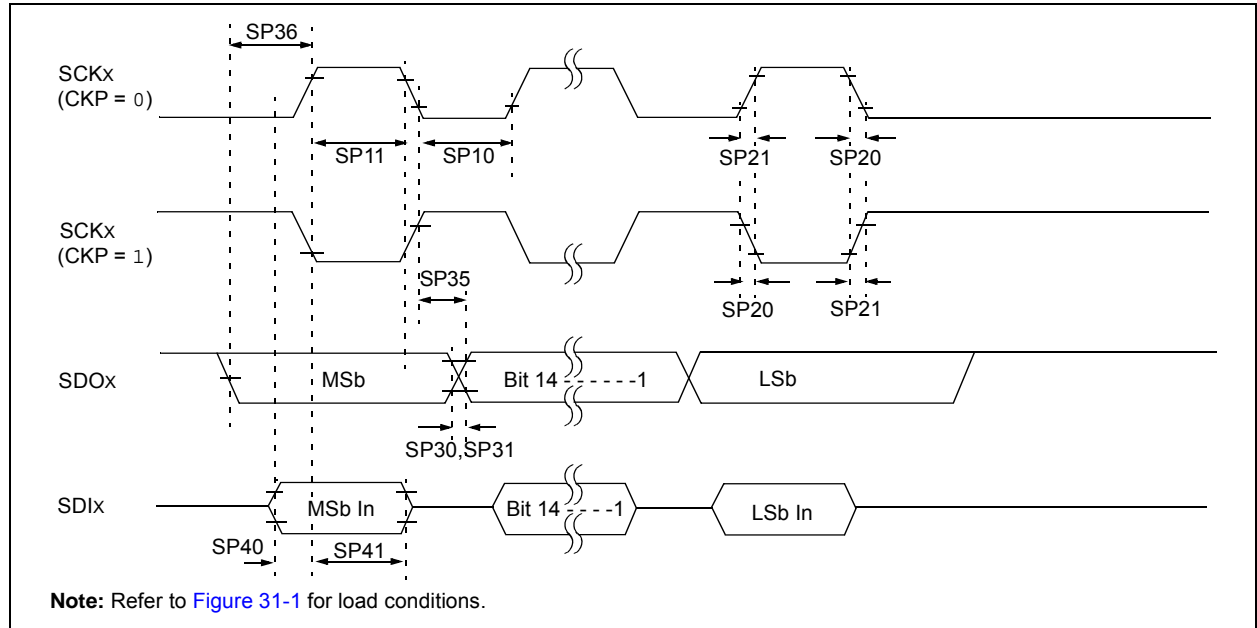 SP36
SCKx
(CKP = 0)
SP11
SP10
SP21
SP20
SCKx
(CKP = 1)
SP35
SP20
SP21
SDOx
MSb
Bit 14 - - - - - -1
LSb
SP30,SP31
SDIx
MSb In
Bit 14 - - - -1
LSb In
SP40
SP41
Note: Refer to Figure 31-1 for load conditions.